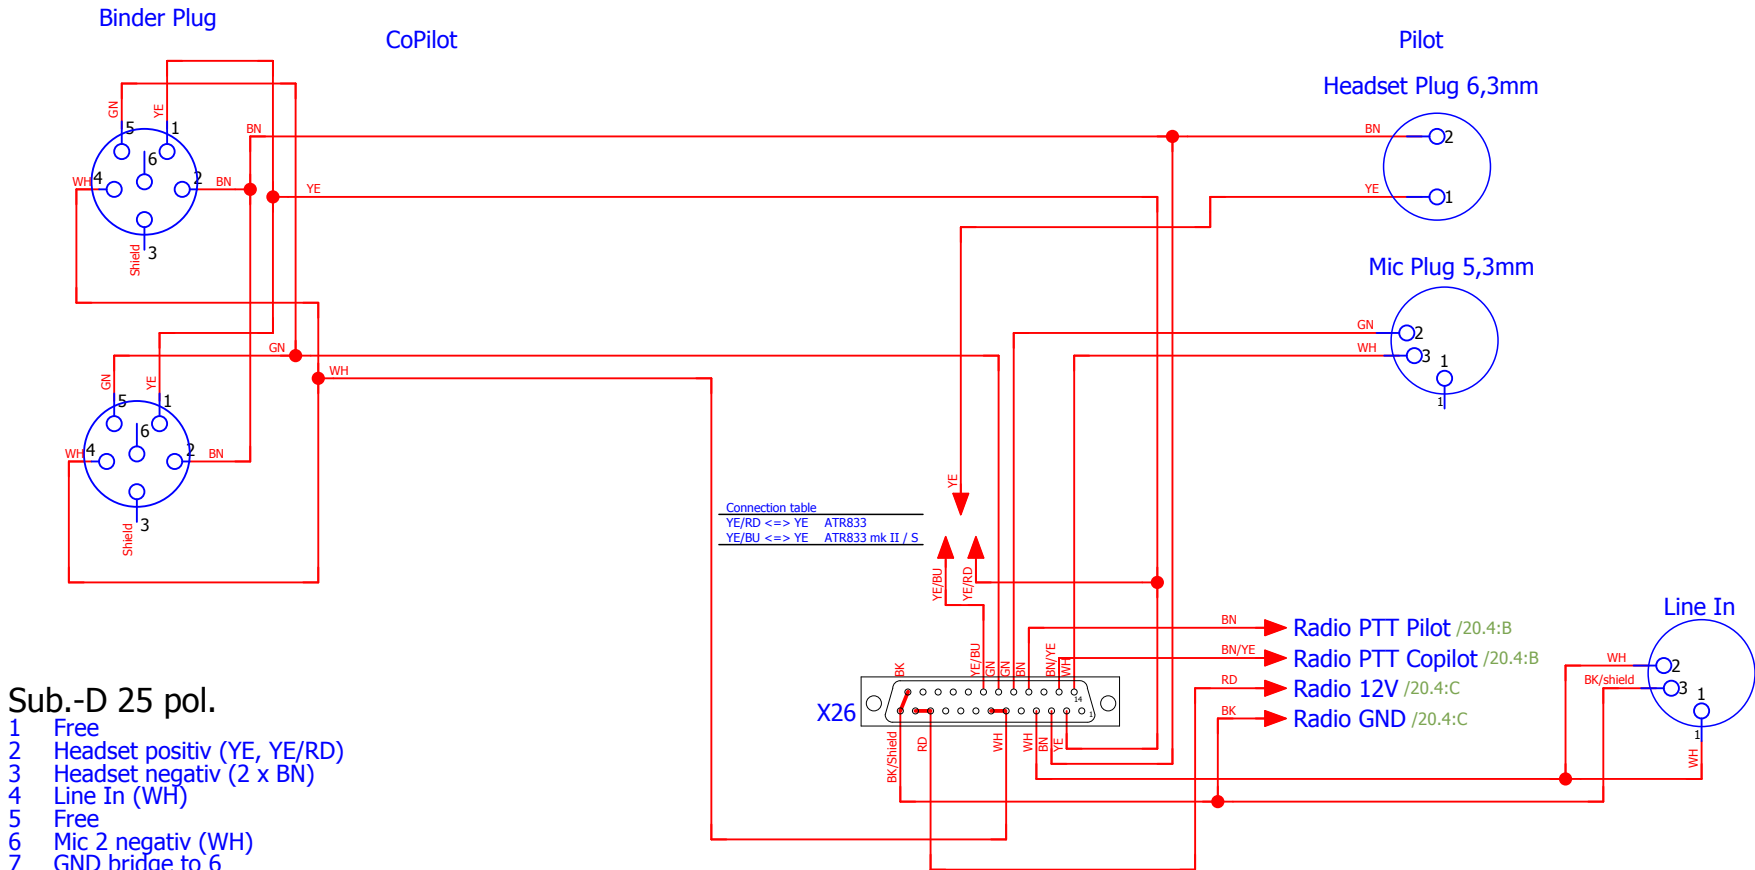 Binder Plug
CoPilot
Pilot
Headset Plug 6,3mm
GN
YE
5
1
6
4
2
WH
BN
BN
3
Shield
YE
BN
2
YE
1
Mic Plug 5,3mm
GN
2
WH
3
1
1
GN
WH
GN
YE
5
1
6
4
2
WH
BN
3
Shield
YE
Connection table
YE/RD <=> YE ATR833
YE/BU <=> YE ATR833 mk II / S
YE/BU
YE/RD
Line In
BN
Radio PTT Pilot /20.4:B
BN/YE
Radio PTT Copilot /20.4:B
RD
Radio 12V /20.4:C
BK
Radio GND /20.4:C
WH
2
BK/shield
3
1
1
WH
BK
YE/BU
GN
GN
BN
BN/YE
WH
X26
14
1
BK/Shield
RD
WH
WH
BN
YE
Sub.-D 25 pol.
1 Free
2 Headset positiv (YE, YE/RD)
3 Headset negativ (2 x BN)
4 Line In (WH)
5 Free
6 Mic 2 negativ (WH)
7 GND bridge to 6